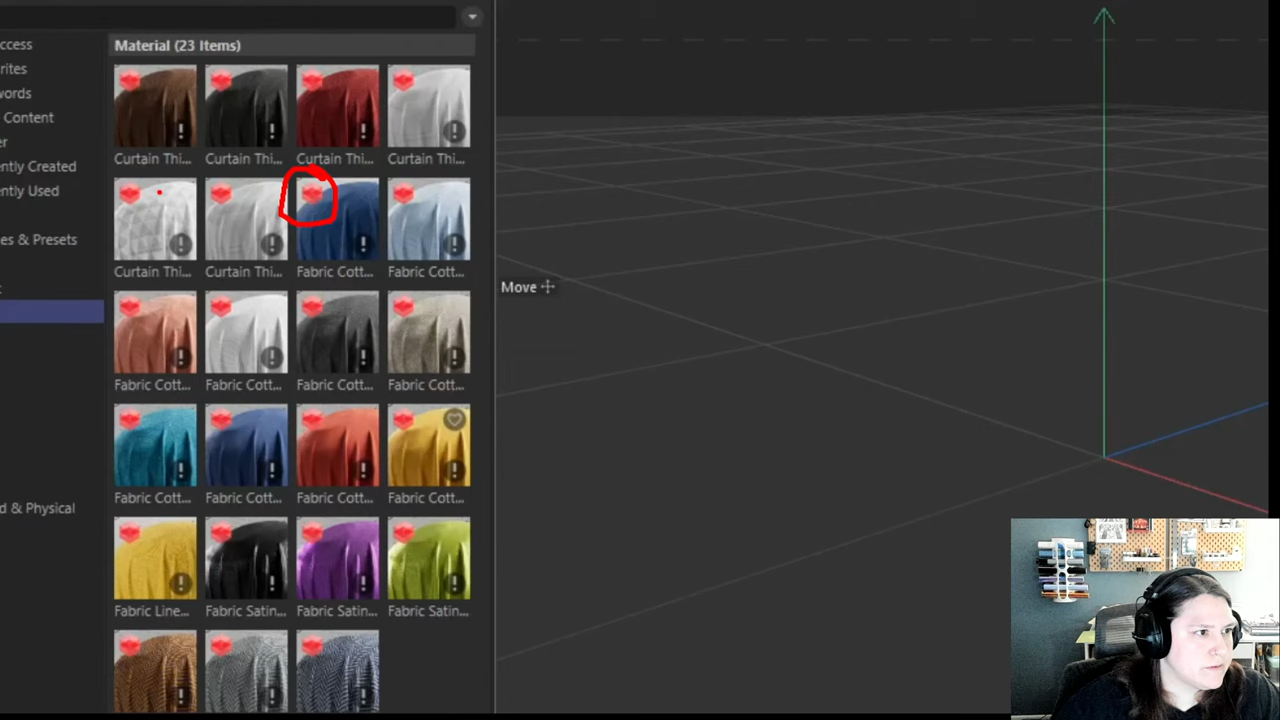 Material (23 Items)
ccess
rites
words
Content
er
ently Created
ently Used
es & Presets
d & Physical
Curtain Thi... Curtain Thi... Curtain Thi... Curtain Thi...
Curtain Thi... Curtain Thi... Fabric Cott... Fabric Cott...
Fabric Cott... Fabric Cott... Fabric Cott... Fabric Cott...
Fabric Cott... Fabric Cott... Fabric Cott... Fabric Cott...
Fabric Line... Fabric Satin... Fabric Satin... Fabric Satin...
Move